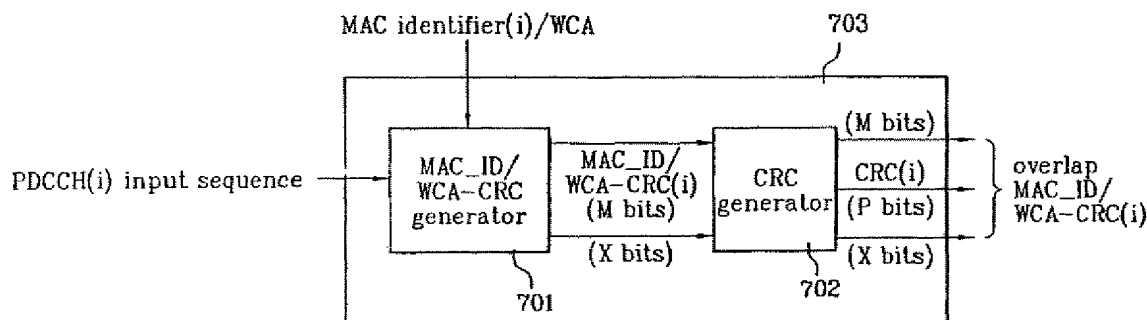 MAC identifier(i)/WCA
703
PDCCH(i) input sequence
MAC_ID/
WCA-CRC
generator
701
MAC_ID/
WCA-CRC(i)
(M bits)
(X bits)
CRC
generator
702
(M bits)
CRC(i)
(P bits)
(X bits)
overlap
MAC_ID/
WCA-CRC(i)